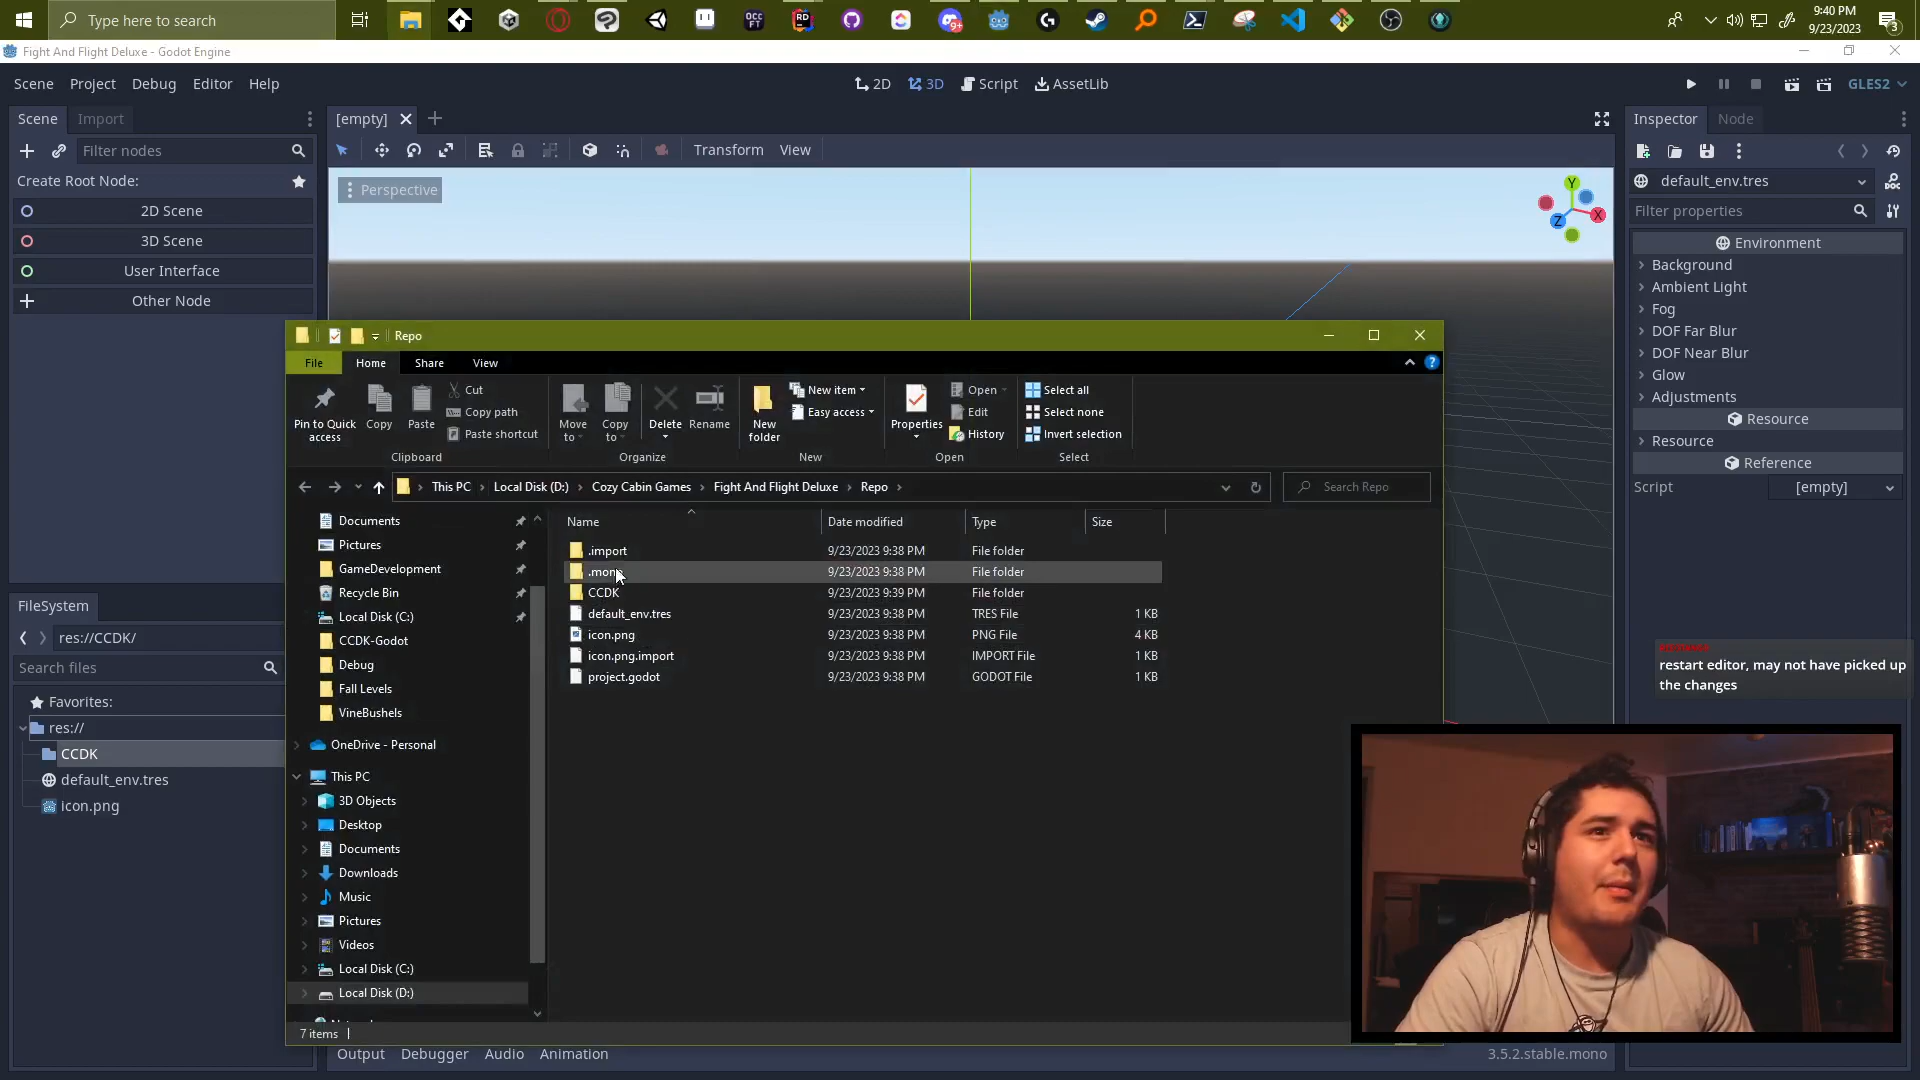 Type here to search
9:40 PM
9/23/2023
3
OCC
FT
9+
Fight And Flight Deluxe - Godot Engine
Scene Project Debug Editor Help
2D 3D Script AssetLib
GLES2
Scene Import
[empty]
Inspector Node
Filter nodes
Transform View
Create Root Node:
Perspective
default_env.tres
2D Scene
Filter properties
3D Scene
Environment
User Interface
Background
Other Node
Ambient Light
Fog
DOF Far Blur
DOF Near Blur
Glow
Adjustments
Resource
Resource
Reference
Script [empty]
Y
X
Z
Repo
File Home Share View
Pin to Quick access
Copy
Paste
Cut
Copy path
Paste shortcut
Clipboard
Move to
Copy to
Delete
Rename
Organize
New folder
New item
Easy access
New
Properties
Open
Edit
History
Open
Select all
Select none
Invert selection
Select
This PC › Local Disk (D:) › Cozy Cabin Games › Fight And Flight Deluxe › Repo ›
Search Repo
Documents
Pictures
GameDevelopment
Recycle Bin
Local Disk (C:)
CCDK-Godot
Debug
Fall Levels
VineBushels
OneDrive - Personal
This PC
3D Objects
Desktop
Documents
Downloads
Music
Pictures
Videos
Local Disk (C:)
Local Disk (D:)
Name Date modified Type Size
.import 9/23/2023 9:38 PM File folder
.mono 9/23/2023 9:38 PM File folder
CCDK 9/23/2023 9:39 PM File folder
default_env.tres 9/23/2023 9:38 PM TRES File 1 KB
icon.png 9/23/2023 9:38 PM PNG File 4 KB
icon.png.import 9/23/2023 9:38 PM IMPORT File 1 KB
project.godot 9/23/2023 9:38 PM GODOT File 1 KB
7 items
FileSystem
res://CCDK/
Search files
Favorites:
res://
CCDK
default_env.tres
icon.png
restart editor, may not have picked up
the changes
Output Debugger Audio Animation
3.5.2.stable.mono